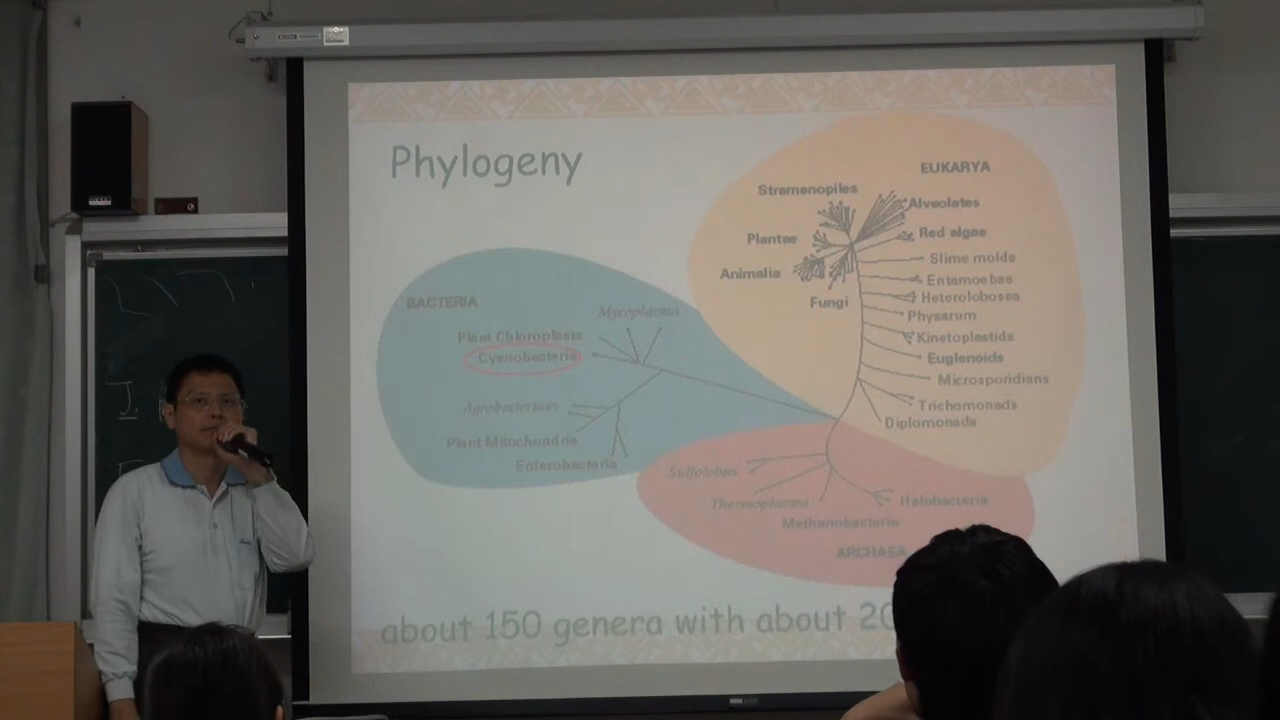 Phylogeny
EUKARYA
Stramenopiles
Alveolates
Plantae
Red algae
Animalia
Slime molds
Entamoebae
Fungi
Heterolobosea
Physarum
Kinetoplastids
Euglenoids
Microsporidians
Trichomonads
Diplomonads
BACTERIA
Mycoplasma
Plant Chloroplasts
Cyanobacteria
Agrobacterium
Plant Mitochondria
Enterobacteria
Sulfolobus
Thermoplasma
Halobacteria
Methanobacteria
ARCHAEA
about 150 genera with about 20